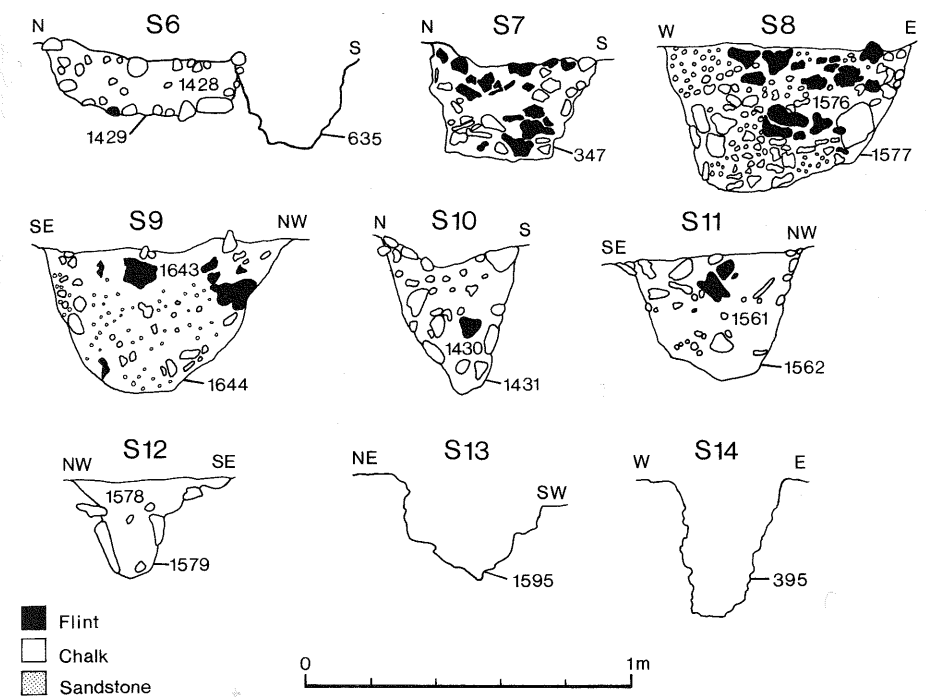 S6
N
S
1428
1429
635
S7
N
S
347
S8
W
E
1576
1577
S9
SE
NW
1643
1644
S10
N
S
1430
1431
S11
SE
NW
1561
1562
S12
NW
SE
1578
1579
S13
NE
SW
1595
S14
W
E
395
Flint
Chalk
Sandstone
0
1m